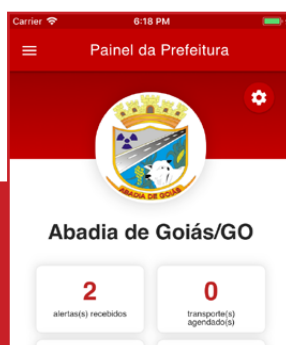 Carrier 6:18 PM
Painel da Prefeitura
ABADIA DE GOIÁS
Abadia de Goiás/GO
2 0
alertas(s) recebidos transporte(s)
agendado(s)